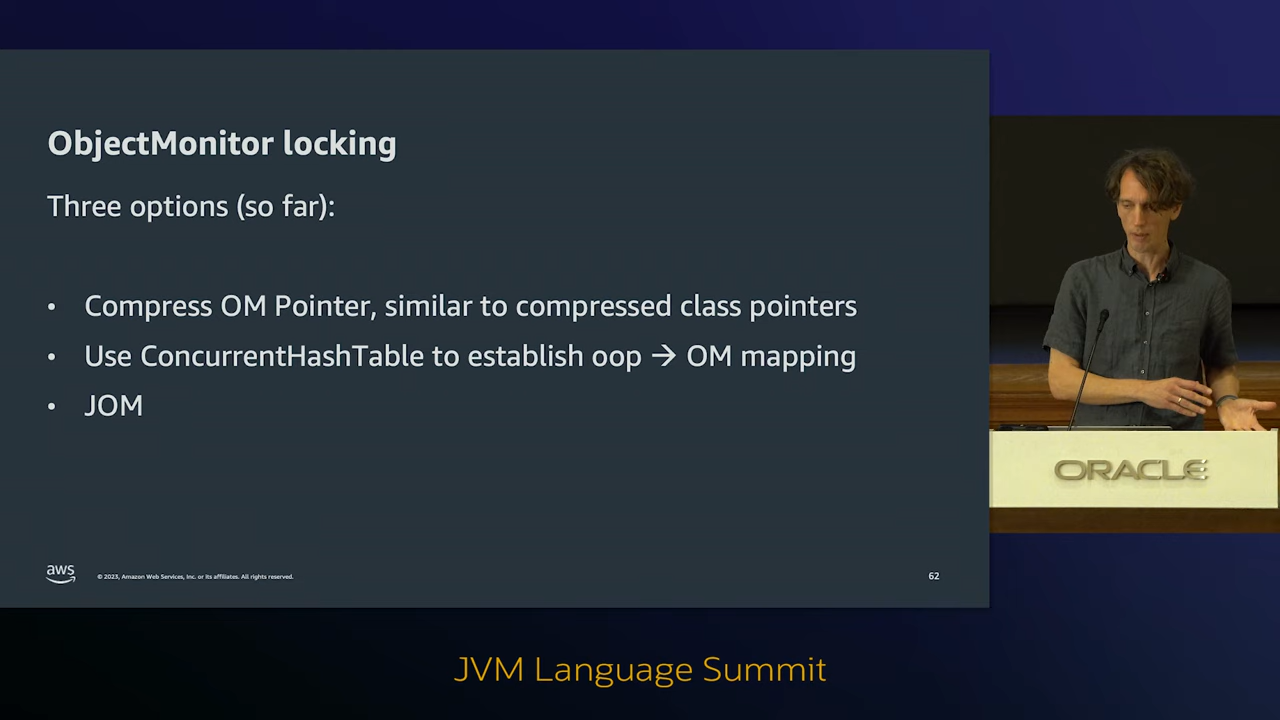 ObjectMonitor locking
Three options (so far):
• Compress OM Pointer, similar to compressed class pointers
• Use ConcurrentHashTable to establish oop → OM mapping
• JOM
aws
© 2023, Amazon Web Services, Inc. or its affiliates. All rights reserved.
62
ORACLE
JVM Language Summit